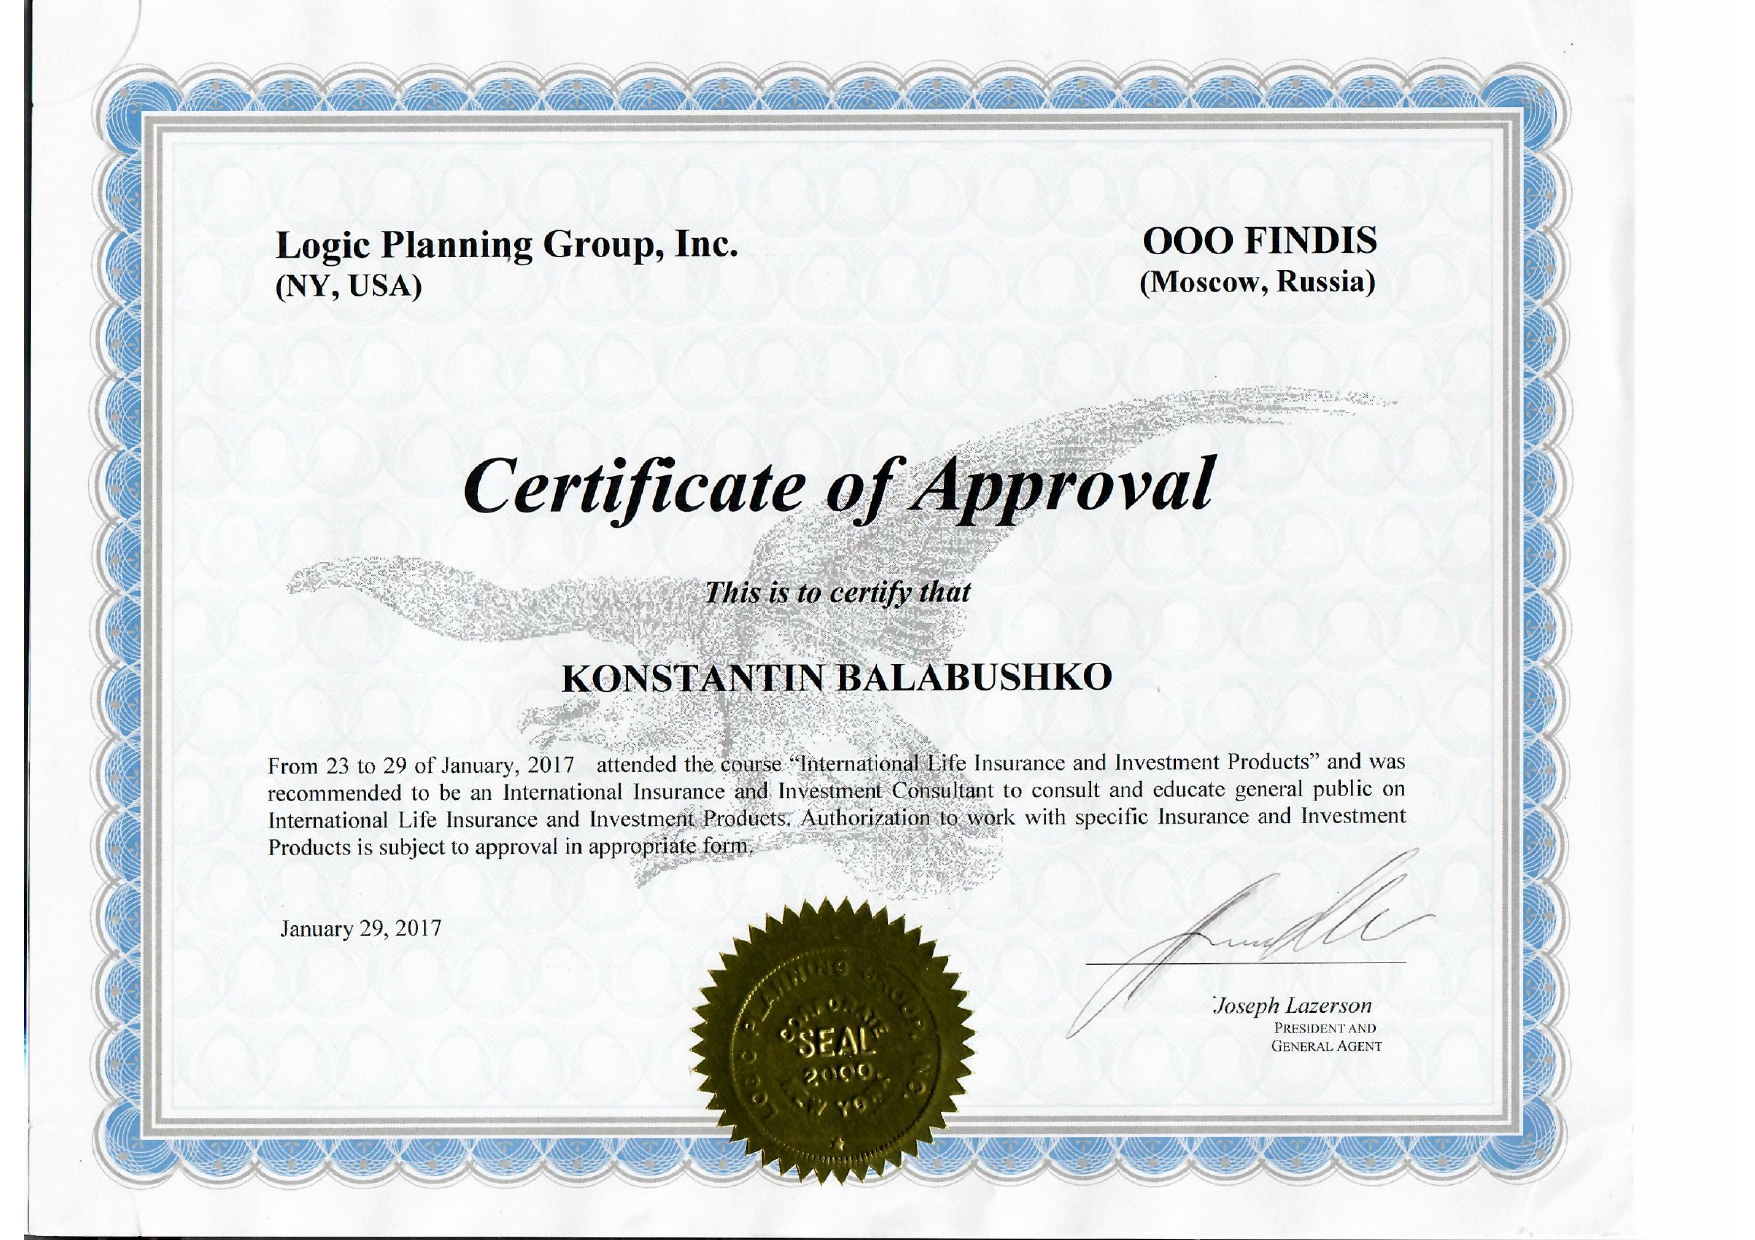 Logic Planning Group, Inc.
(NY, USA)
OOO FINDIS
(Moscow, Russia)
Certificate of Approval
This is to certify that
KONSTANTIN BALABUSHKO
From 23 to 29 of January, 2017 attended the course “International Life Insurance and Investment Products” and was
recommended to be an International Insurance and Investment Consultant to consult and educate general public on
International Life Insurance and Investment Products. Authorization to work with specific Insurance and Investment
Products is subject to approval in appropriate form.
January 29, 2017
Joseph Lazerson
PRESIDENT AND
GENERAL AGENT
LOGIC PLANNING GROUP, INC.
CORPORATE
SEAL
2000
NEW YORK